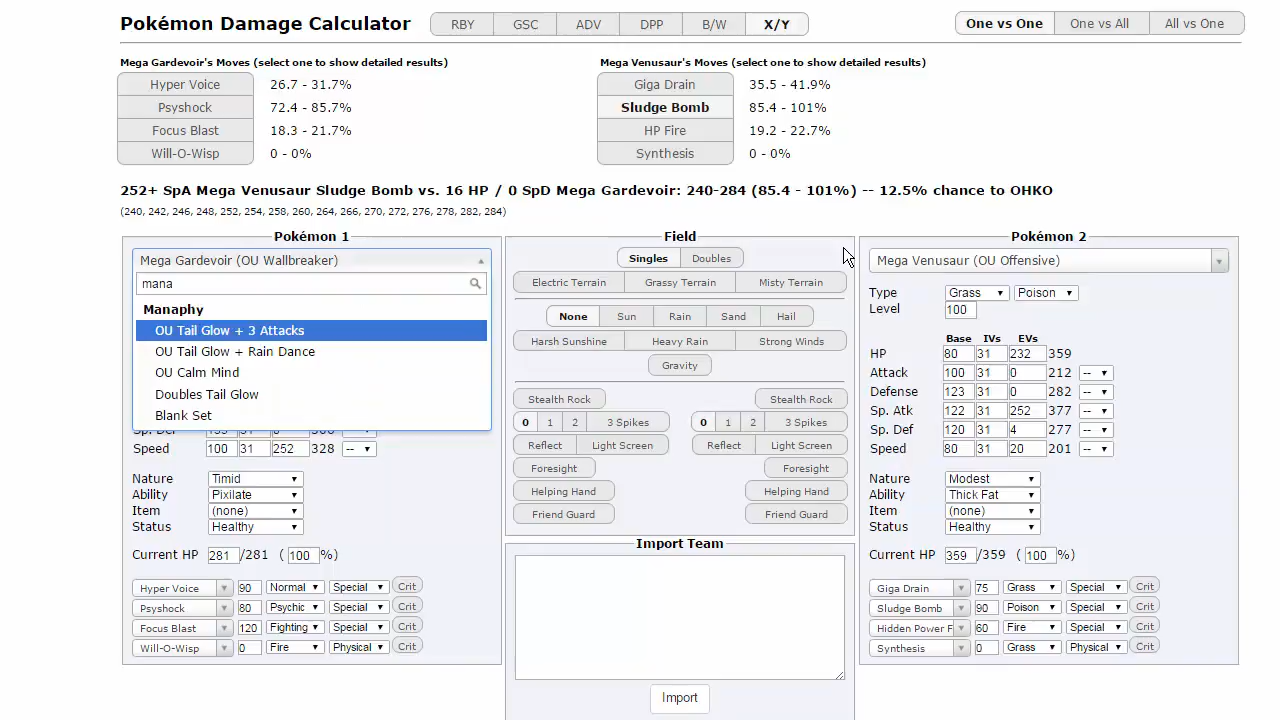 Pokémon Damage Calculator
RBY GSC ADV DPP B/W X/Y
One vs One One vs All All vs One
Mega Gardevoir's Moves (select one to show detailed results)
Hyper Voice 26.7 - 31.7%
Psyshock 72.4 - 85.7%
Focus Blast 18.3 - 21.7%
Will-O-Wisp 0 - 0%
Mega Venusaur's Moves (select one to show detailed results)
Giga Drain 35.5 - 41.9%
Sludge Bomb 85.4 - 101%
HP Fire 19.2 - 22.7%
Synthesis 0 - 0%
252+ SpA Mega Venusaur Sludge Bomb vs. 16 HP / 0 SpD Mega Gardevoir: 240-284 (85.4 - 101%) -- 12.5% chance to OHKO
(240, 242, 246, 248, 252, 254, 258, 260, 264, 266, 270, 272, 276, 278, 282, 284)
Pokémon 1
Mega Gardevoir (OU Wallbreaker)
mana
Manaphy
OU Tail Glow + 3 Attacks
OU Tail Glow + Rain Dance
OU Calm Mind
Doubles Tail Glow
Blank Set
Speed 100 31 252 328 --
Nature Timid
Ability Pixilate
Item (none)
Status Healthy
Current HP 281 /281 ( 100 %)
Hyper Voice 90 Normal Special Crit
Psyshock 80 Psychic Special Crit
Focus Blast 120 Fighting Special Crit
Will-O-Wisp 0 Fire Physical Crit
Field
Singles Doubles
Electric Terrain Grassy Terrain Misty Terrain
None Sun Rain Sand Hail
Harsh Sunshine Heavy Rain Strong Winds
Gravity
Stealth Rock Stealth Rock
0 1 2 3 Spikes 0 1 2 3 Spikes
Reflect Light Screen Reflect Light Screen
Foresight Foresight
Helping Hand Helping Hand
Friend Guard Friend Guard
Import Team
Import
Pokémon 2
Mega Venusaur (OU Offensive)
Type Grass Poison
Level 100
Base IVs EVs
HP 80 31 232 359
Attack 100 31 0 212 --
Defense 123 31 0 282 --
Sp. Atk 122 31 252 377 --
Sp. Def 120 31 4 277 --
Speed 80 31 20 201 --
Nature Modest
Ability Thick Fat
Item (none)
Status Healthy
Current HP 359 /359 ( 100 %)
Giga Drain 75 Grass Special Crit
Sludge Bomb 90 Poison Special Crit
Hidden Power F 60 Fire Special Crit
Synthesis 0 Grass Physical Crit